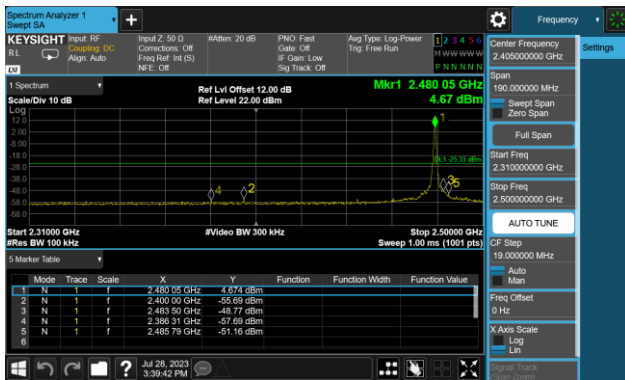 Spectrum Analyzer 1
Swept SA
Frequency
KEYSIGHT Input: RF
RL Coupling: DC
Align: Auto
Input Z: 50 Ω
Corrections: Off
Freq Ref: Int (S)
NFE: Off
#Atten: 20 dB
PNO: Fast
Gate: Off
IF Gain: Low
Sig Track: Off
Avg Type: Log-Power
Trig: Free Run
1 2 3 4 5 6
M W W W W W
P N N N N N
1 Spectrum
Scale/Div 10 dB
Ref Lvl Offset 12.00 dB
Ref Level 22.00 dBm
Mkr1 2.480 05 GHz
4.67 dBm
Log
12.0
2.00
-8.00
-18.0
-28.0
-38.0
-48.0
-58.0
-68.0
1
DL1 -25.33 dBm
4
2
3
5
Start 2.31000 GHz
#Res BW 100 kHz
#Video BW 300 kHz
Stop 2.50000 GHz
Sweep 1.00 ms (1001 pts)
5 Marker Table
Mode Trace Scale X Y Function Function Width Function Value
1 N 1 f 2.480 05 GHz 4.674 dBm
2 N 1 f 2.400 00 GHz -55.69 dBm
3 N 1 f 2.483 50 GHz -48.77 dBm
4 N 1 f 2.386 31 GHz -57.69 dBm
5 N 1 f 2.485 79 GHz -51.16 dBm
6
Jul 28, 2023
3:39:42 PM
Center Frequency
2.405000000 GHz
Settings
Span
190.000000 MHz
Swept Span
Zero Span
Full Span
Start Freq
2.310000000 GHz
Stop Freq
2.500000000 GHz
AUTO TUNE
CF Step
19.000000 MHz
Auto
Man
Freq Offset
0 Hz
X Axis Scale
Log
Lin
Signal Track
(Span Zoom)